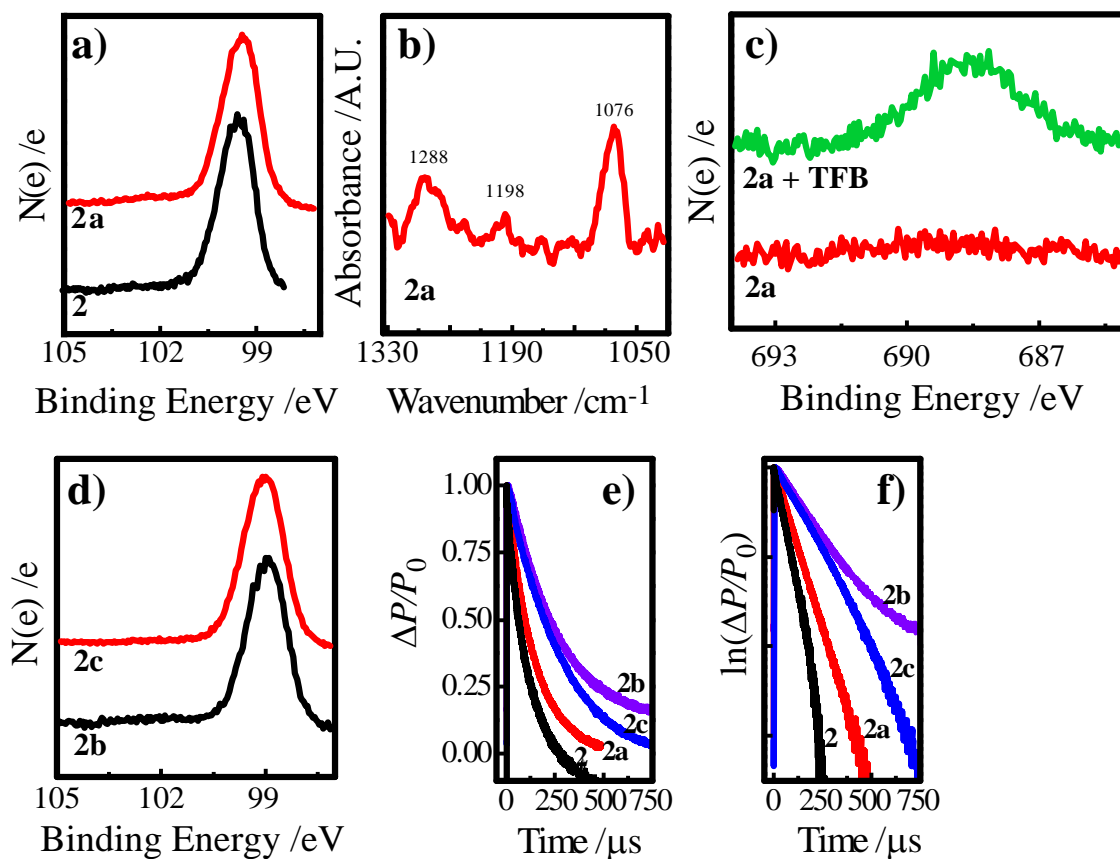 a)
N(e) /e
2a
2
105 102 99
Binding Energy /eV
b)
Absorbance /A.U.
1288
1198
1076
2a
1330 1190 1050
Wavenumber /cm-1
c)
N(e) /e
2a + TFB
2a
693 690 687
Binding Energy /eV
d)
N(e) /e
2c
2b
105 102 99
Binding Energy /eV
e)
ΔP/P0
1.00
0.75
0.50
0.25
0.00
2b
2c
2a
2
0 250 500 750
Time /μs
f)
ln(ΔP/P0)
2b
2c
2a
2
0 250 500 750
Time /μs